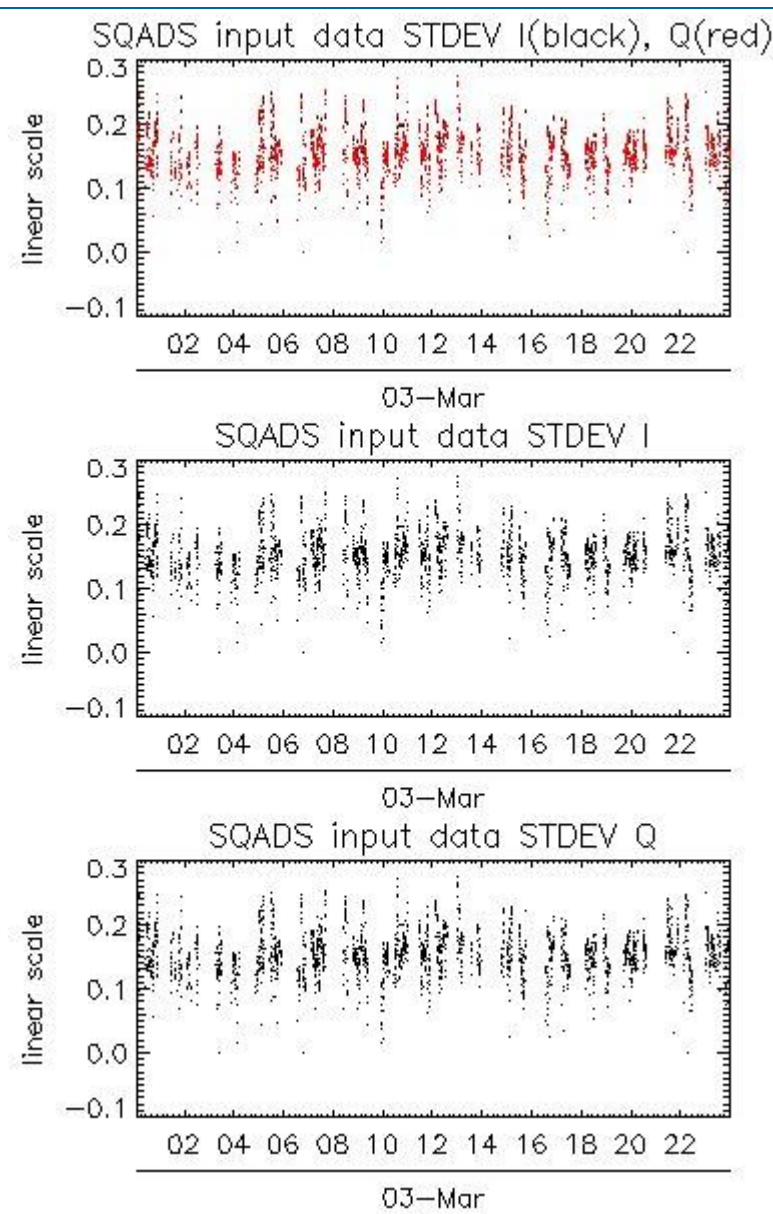 SQADS input data STDEV I(black), Q(red)
0.3
0.2
0.1
0.0
−0.1
linear scale
02 04 06 08 10 12 14 16 18 20 22
03−Mar
SQADS input data STDEV I
0.3
0.2
0.1
0.0
−0.1
linear scale
02 04 06 08 10 12 14 16 18 20 22
03−Mar
SQADS input data STDEV Q
0.3
0.2
0.1
0.0
−0.1
linear scale
02 04 06 08 10 12 14 16 18 20 22
03−Mar